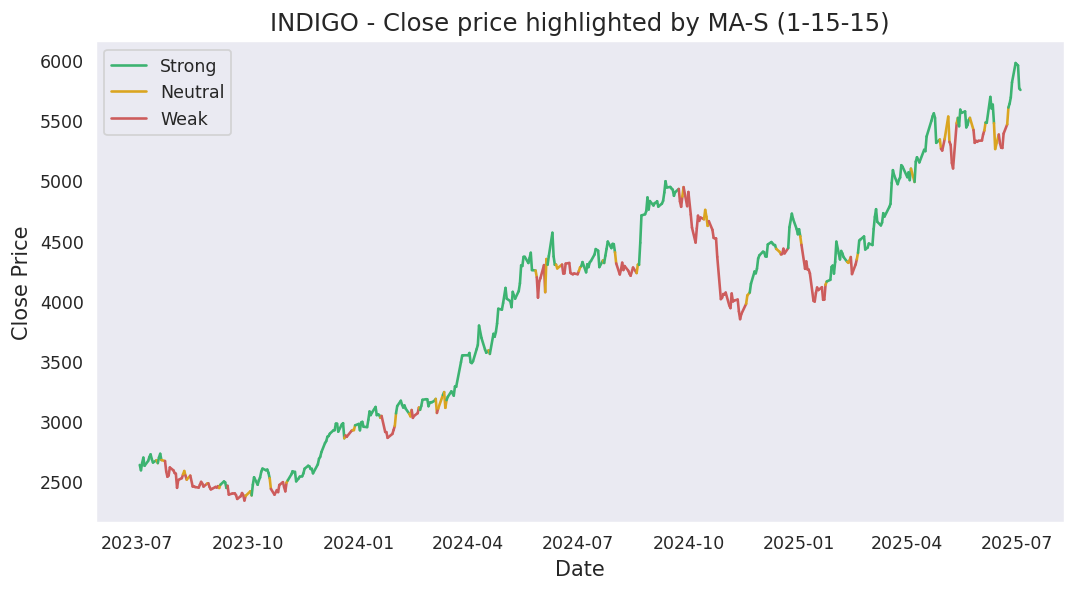 INDIGO - Close price highlighted by MA-S (1-15-15)
Strong
Neutral
Weak
Close Price
6000
5500
5000
4500
4000
3500
3000
2500
2023-07 2023-10 2024-01 2024-04 2024-07 2024-10 2025-01 2025-04 2025-07
Date